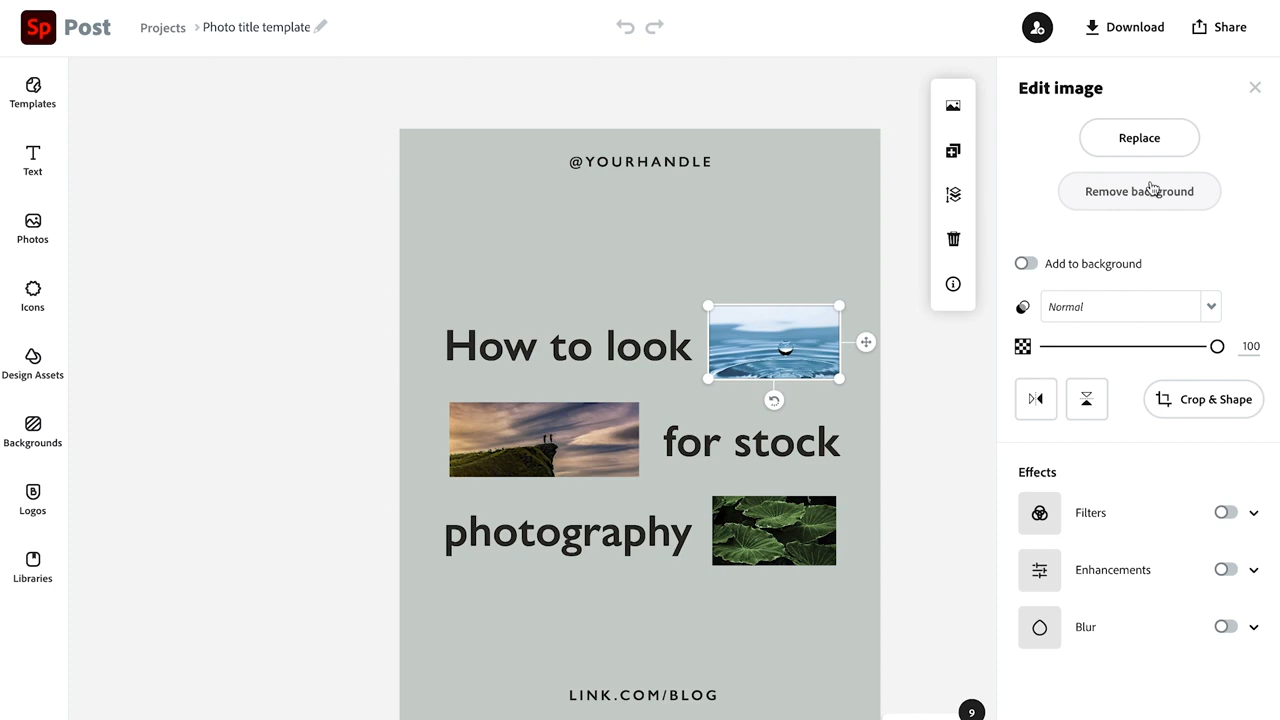 Sp Post
Projects > Photo title template
Download
Share
Templates
Text
Photos
Icons
Design Assets
Backgrounds
Logos
Libraries
@YOURHANDLE
How to look
for stock
photography
LINK.COM/BLOG
9
Edit image
Replace
Remove background
Add to background
Normal
100
Crop & Shape
Effects
Filters
Enhancements
Blur